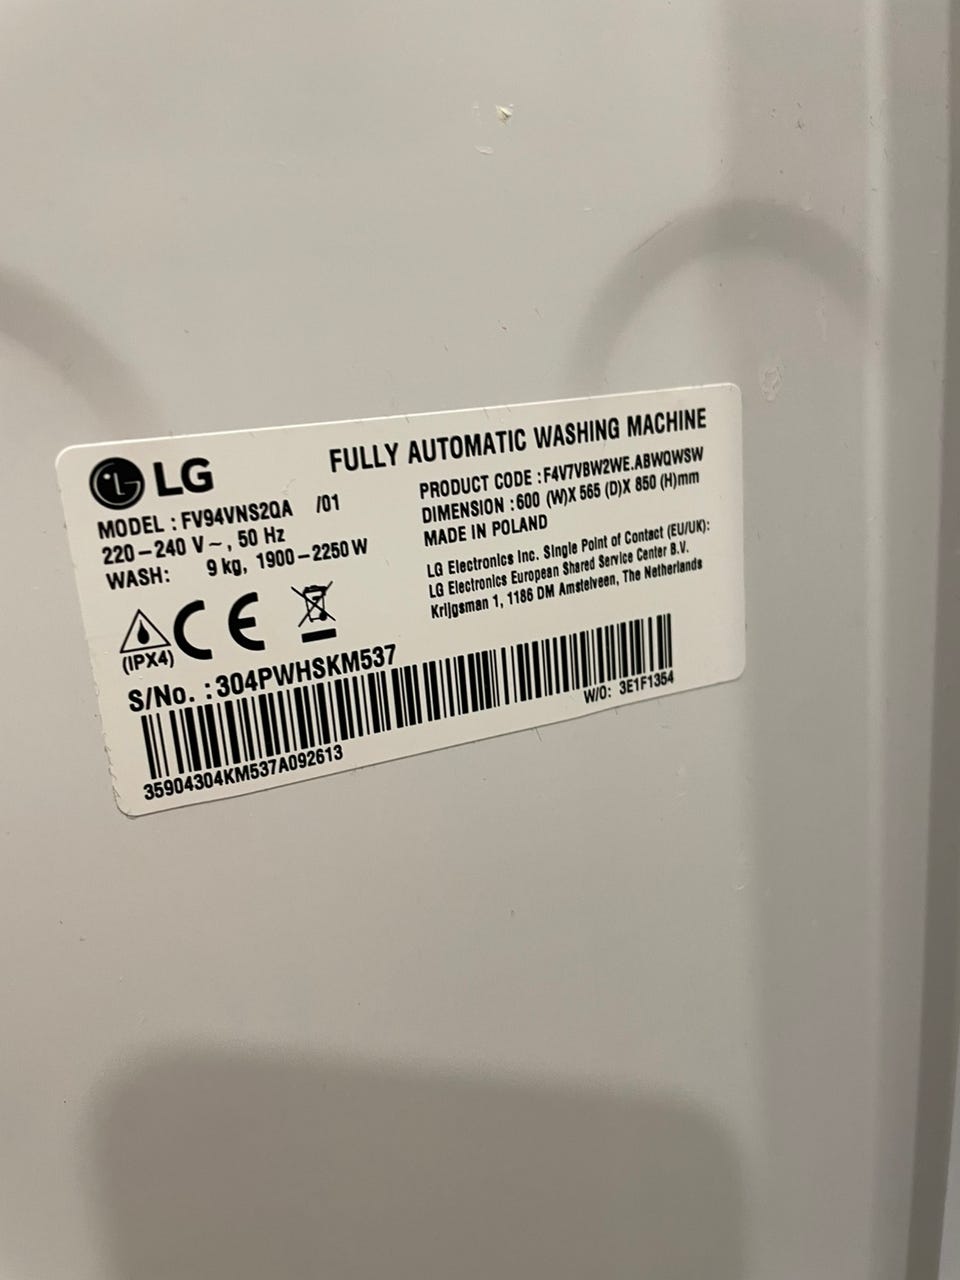 LG
FULLY AUTOMATIC WASHING MACHINE
MODEL : FV94VNS2QA /01
220-240 V~, 50 Hz
WASH: 9 kg, 1900-2250 W
PRODUCT CODE : F4V7VBW2WE.ABWQWSW
DIMENSION : 600 (W)X 565 (D)X 850 (H)mm
MADE IN POLAND
LG Electronics Inc. Single Point of Contact (EU/UK):
LG Electronics European Shared Service Center B.V.
Krijgsman 1, 1186 DM Amstelveen, The Netherlands
(IPX4)
CE
S/No. : 304PWHSKM537
W/O: 3E1F1354
35904304KM537A092613